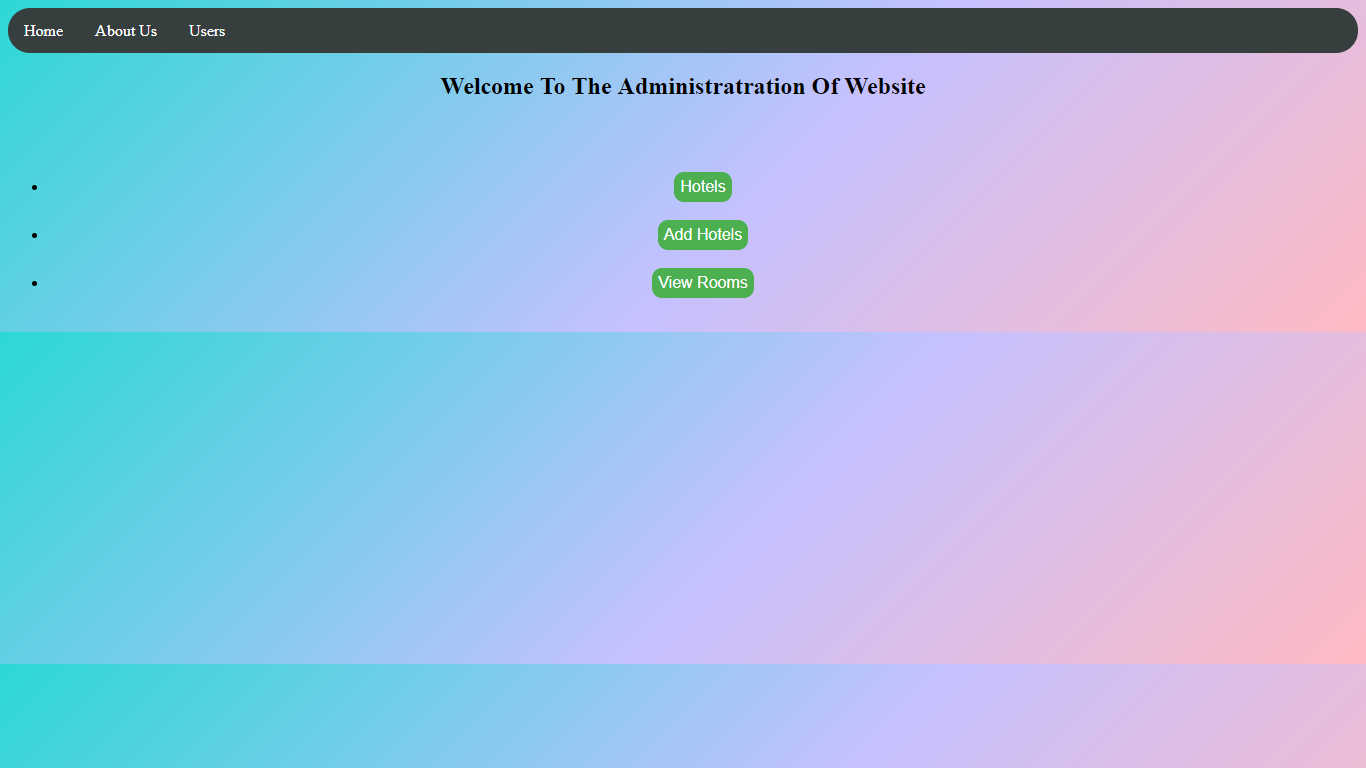 Home About Us Users
Welcome To The Administratration Of Website
Hotels
Add Hotels
View Rooms